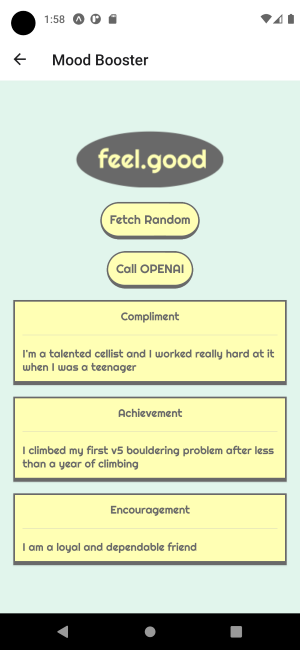 1:58
Mood Booster
feel.good
Fetch Random
Call OPENAI
Compliment
I'm a talented cellist and I worked really hard at it
when I was a teenager
Achievement
I climbed my first v5 bouldering problem after less
than a year of climbing
Encouragement
I am a loyal and dependable friend